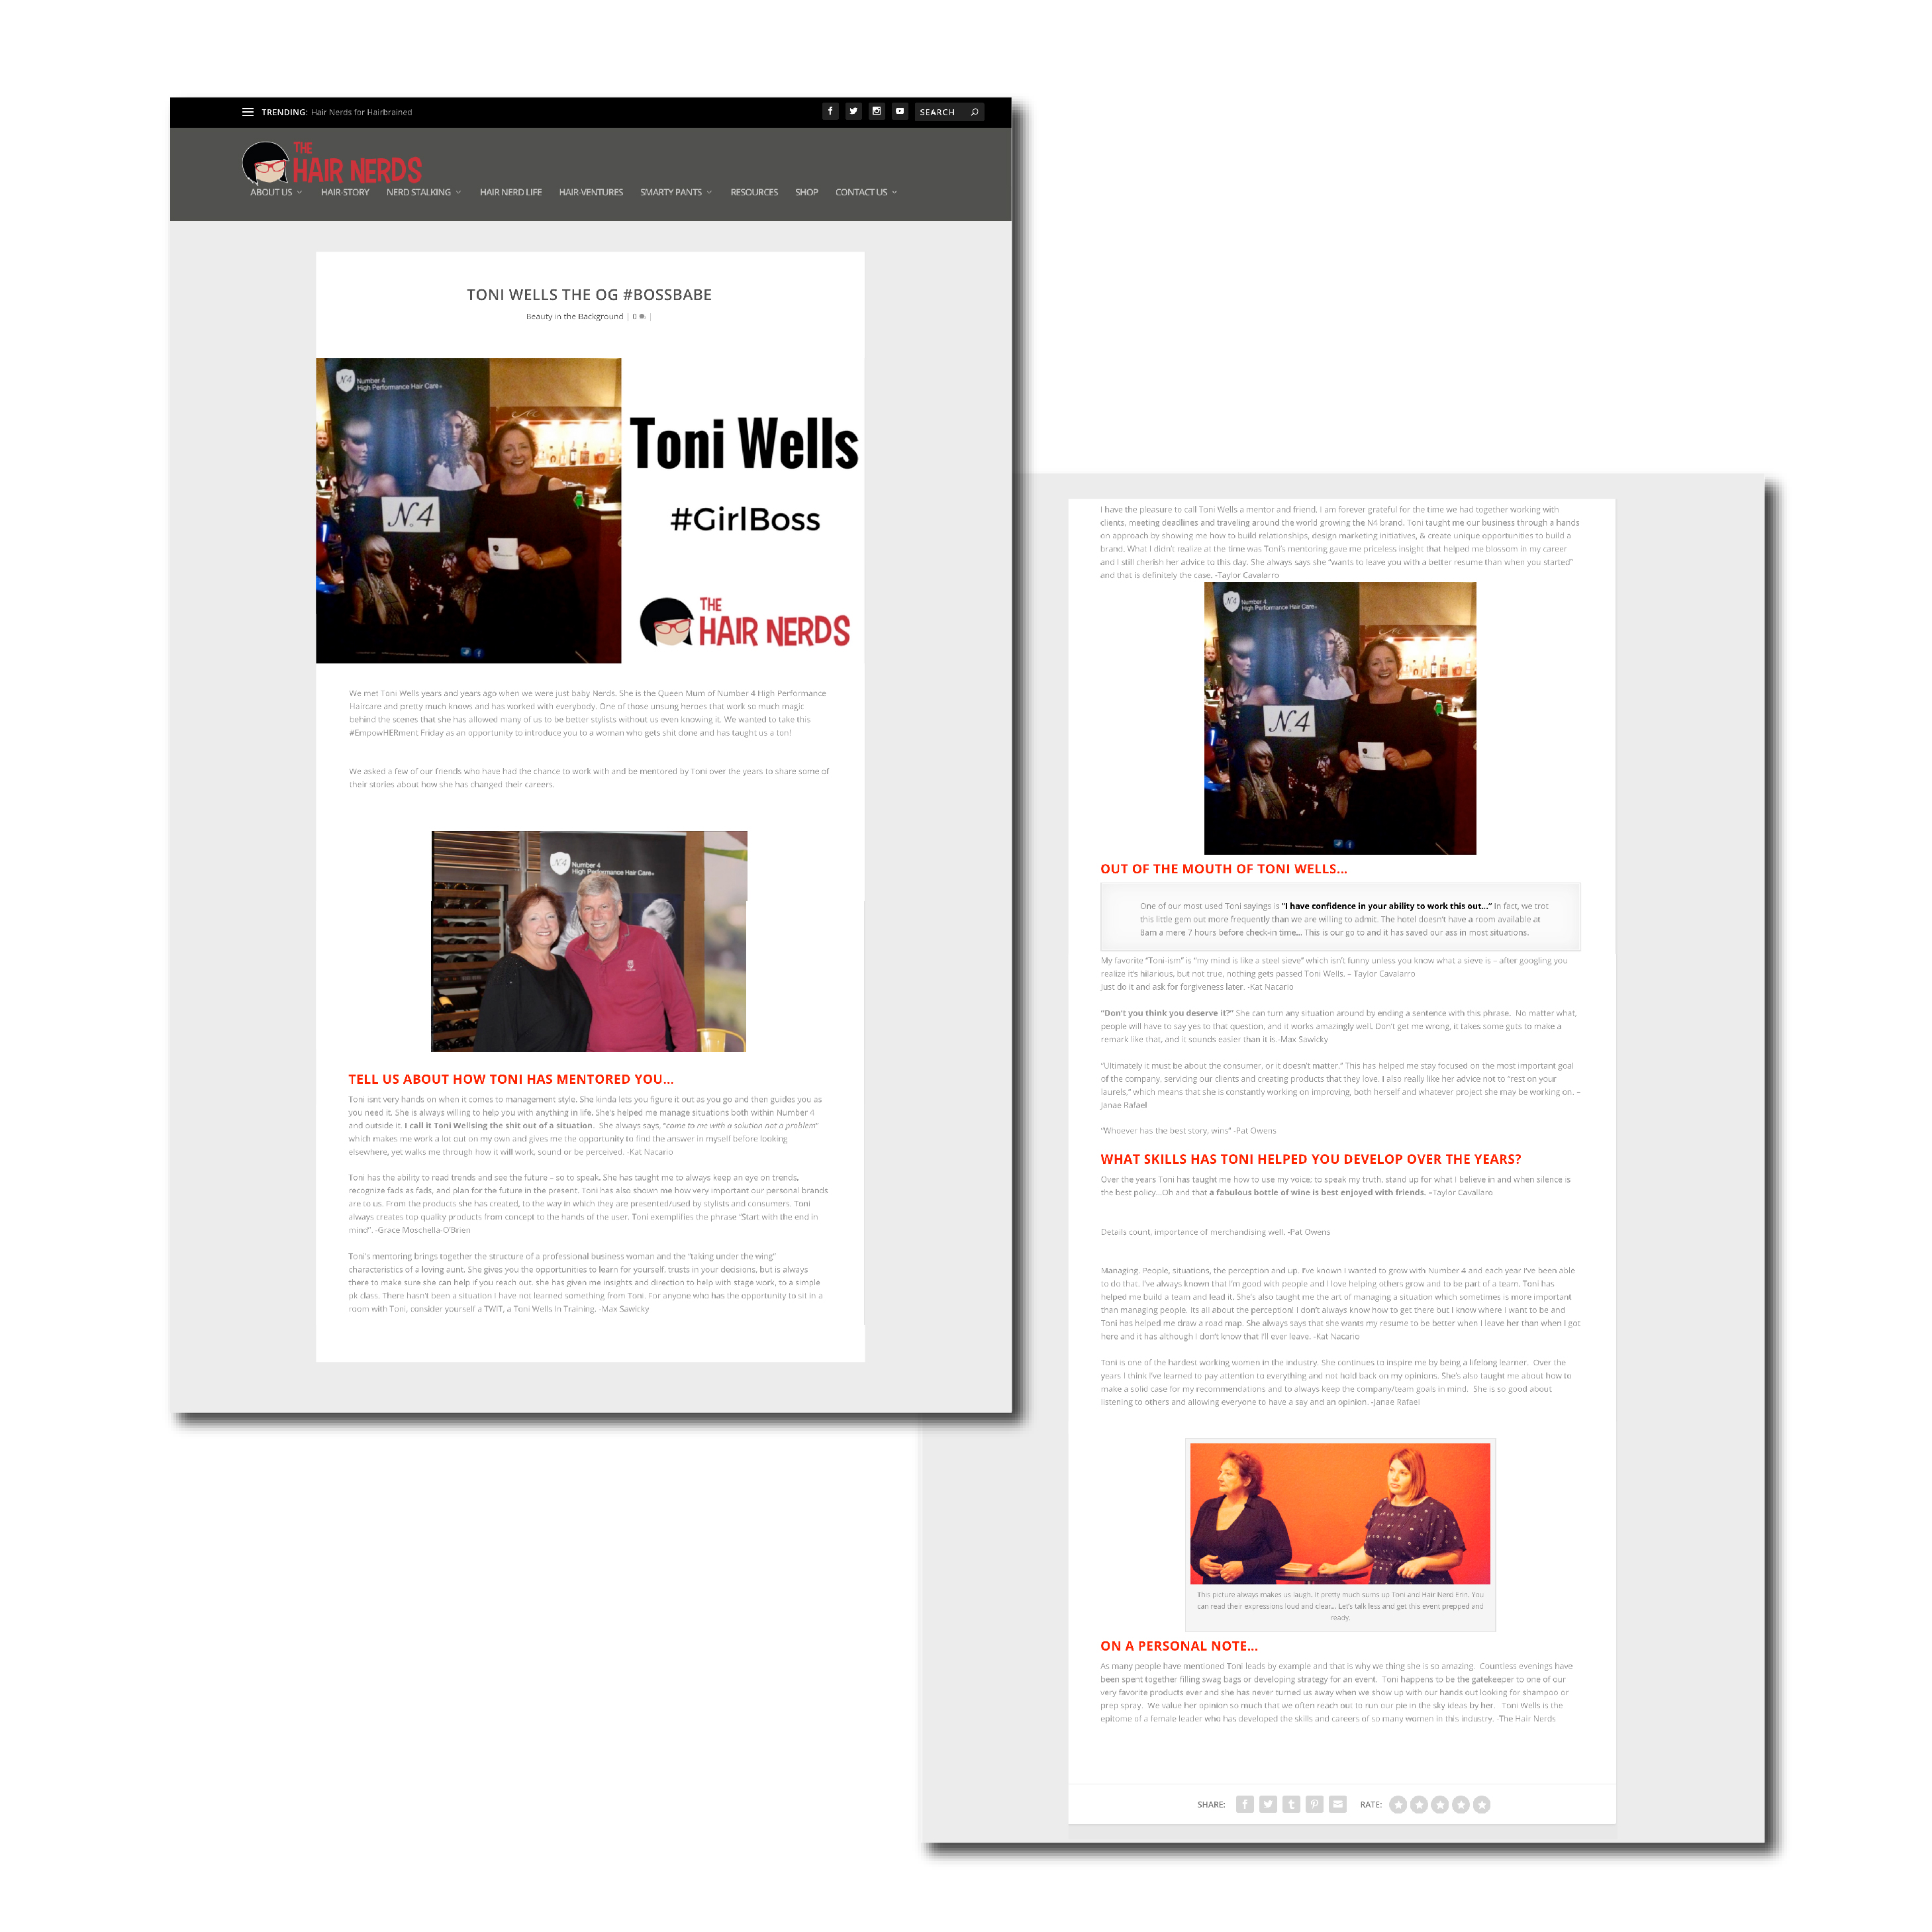 TRENDING: Hair Nerds for Hairbrained
SEARCH
THE
HAIR NERDS
ABOUT US HAIR-STORY NERD STALKING HAIR NERD LIFE HAIR-VENTURES SMARTY PANTS RESOURCES SHOP CONTACT US
TONI WELLS THE OG #BOSSBABE
Beauty in the Background | 0 |
N4 Number 4
High Performance Hair Care
N.4
Toni Wells
#GirlBoss
THE
HAIR NERDS
We met Toni Wells years and years ago when we were just baby Nerds. She is the Queen Mum of Number 4 High Performance
Haircare and pretty much knows and has worked with everybody. One of those unsung heroes that work so much magic
behind the scenes that she has allowed many of us to be better stylists without us even knowing it. We wanted to take this
#EmpowHERment Friday as an opportunity to introduce you to a woman who gets shit done and has taught us a ton!
We asked a few of our friends who have had the chance to work with and be mentored by Toni over the years to share some of
their stories about how she has changed their careers.
N4 Number 4
High Performance Hair Care
TELL US ABOUT HOW TONI HAS MENTORED YOU...
Toni isnt very hands on when it comes to management style. She kinda lets you figure it out as you go and then guides you as
you need it. She is always willing to help you with anything in life. She's helped me manage situations both within Number 4
and outside it. I call it Toni Wellsing the shit out of a situation. She always says, "come to me with a solution not a problem"
which makes me work a lot out on my own and gives me the opportunity to find the answer in myself before looking
elsewhere, yet walks me through how it will work, sound or be perceived. -Kat Nacario
Toni has the ability to read trends and see the future – so to speak. She has taught me to always keep an eye on trends,
recognize fads as fads, and plan for the future in the present. Toni has also shown me how very important our personal brands
are to us. From the products she has created, to the way in which they are presented/used by stylists and consumers. Toni
always creates top quality products from concept to the hands of the user. Toni exemplifies the phrase "Start with the end in
mind". -Grace Moschella-O'Brien
Toni's mentoring brings together the structure of a professional business woman and the "taking under the wing"
characteristics of a loving aunt. She gives you the opportunities to learn for yourself, trusts in your decisions, but is always
there to make sure she can help if you reach out. she has given me insights and direction to help with stage work, to a simple
pk class. There hasn't been a situation I have not learned something from Toni. For anyone who has the opportunity to sit in a
room with Toni, consider yourself a TWIT, a Toni Wells In Training. -Max Sawicky
I have the pleasure to call Toni Wells a mentor and friend. I am forever grateful for the time we had together working with
clients, meeting deadlines and traveling around the world growing the N4 brand. Toni taught me our business through a hands
on approach by showing me how to build relationships, design marketing initiatives, & create unique opportunities to build a
brand. What I didn't realize at the time was Toni's mentoring gave me priceless insight that helped me blossom in my career
and I still cherish her advice to this day. She always says she "wants to leave you with a better resume than when you started"
and that is definitely the case. -Taylor Cavalarro
N4 Number 4
High Performance Hair Care
N.4
OUT OF THE MOUTH OF TONI WELLS...
One of our most used Toni sayings is "I have confidence in your ability to work this out..." In fact, we trot
this little gem out more frequently than we are willing to admit. The hotel doesn't have a room available at
8am a mere 7 hours before check-in time... This is our go to and it has saved our ass in most situations.
My favorite "Toni-ism" is "my mind is like a steel sieve" which isn't funny unless you know what a sieve is – after googling you
realize it's hilarious, but not true, nothing gets passed Toni Wells. – Taylor Cavalarro
Just do it and ask for forgiveness later. -Kat Nacario
"Don't you think you deserve it?" She can turn any situation around by ending a sentence with this phrase. No matter what,
people will have to say yes to that question, and it works amazingly well. Don't get me wrong, it takes some guts to make a
remark like that, and it sounds easier than it is.-Max Sawicky
"Ultimately it must be about the consumer, or it doesn't matter." This has helped me stay focused on the most important goal
of the company, servicing our clients and creating products that they love. I also really like her advice not to "rest on your
laurels," which means that she is constantly working on improving, both herself and whatever project she may be working on. –
Janae Rafael
"Whoever has the best story, wins" -Pat Owens
WHAT SKILLS HAS TONI HELPED YOU DEVELOP OVER THE YEARS?
Over the years Toni has taught me how to use my voice; to speak my truth, stand up for what I believe in and when silence is
the best policy...Oh and that a fabulous bottle of wine is best enjoyed with friends. –Taylor Cavallaro
Details count, importance of merchandising well. -Pat Owens
Managing. People, situations, the perception and up. I've known I wanted to grow with Number 4 and each year I've been able
to do that. I've always known that I'm good with people and I love helping others grow and to be part of a team. Toni has
helped me build a team and lead it. She's also taught me the art of managing a situation which sometimes is more important
than managing people. Its all about the perception! I don't always know how to get there but I know where I want to be and
Toni has helped me draw a road map. She always says that she wants my resume to be better when I leave her than when I got
here and it has although I don't know that I'll ever leave. -Kat Nacario
Toni is one of the hardest working women in the industry. She continues to inspire me by being a lifelong learner. Over the
years I think I've learned to pay attention to everything and not hold back on my opinions. She's also taught me about how to
make a solid case for my recommendations and to always keep the company/team goals in mind. She is so good about
listening to others and allowing everyone to have a say and an opinion. -Janae Rafael
This picture always makes us laugh. It pretty much sums up Toni and Hair Nerd Erin. You
can read their expressions loud and clear... Let's talk less and get this event prepped and
ready.
ON A PERSONAL NOTE...
As many people have mentioned Toni leads by example and that is why we thing she is so amazing. Countless evenings have
been spent together filling swag bags or developing strategy for an event. Toni happens to be the gatekeeper to one of our
very favorite products ever and she has never turned us away when we show up with our hands out looking for shampoo or
prep spray. We value her opinion so much that we often reach out to run our pie in the sky ideas by her. Toni Wells is the
epitome of a female leader who has developed the skills and careers of so many women in this industry. -The Hair Nerds
SHARE: RATE: